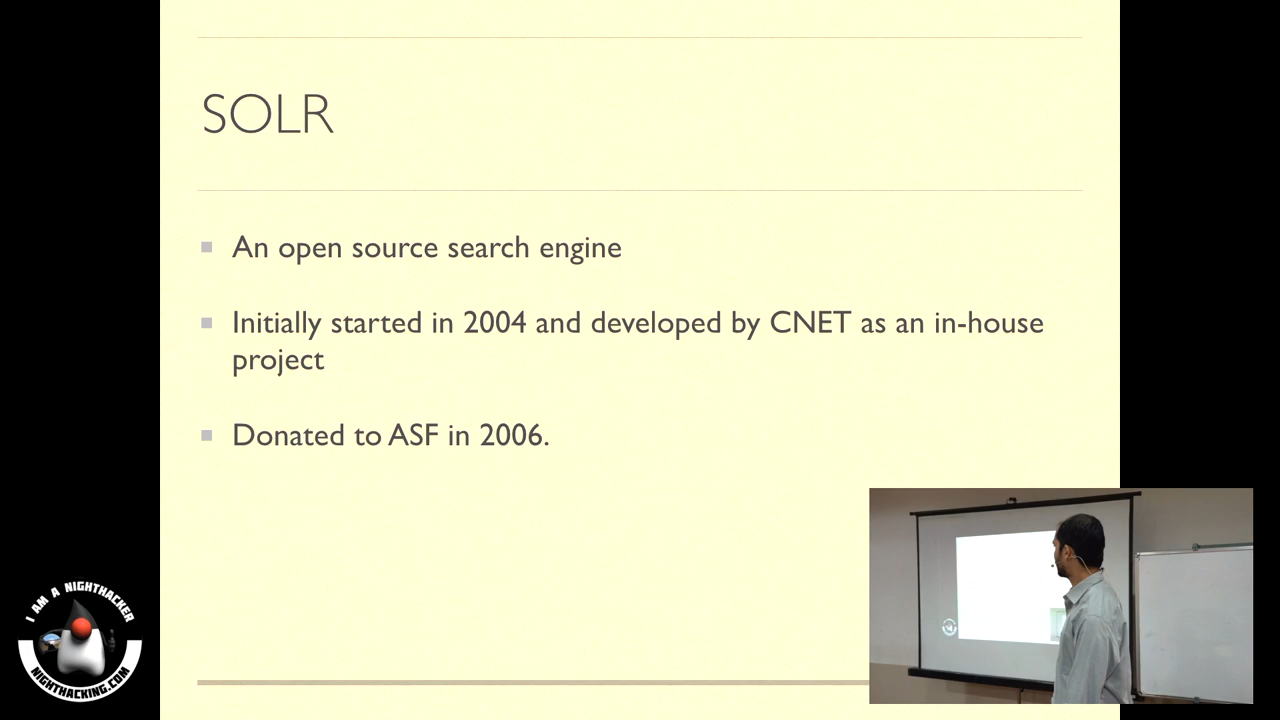 SOLR
An open source search engine
Initially started in 2004 and developed by CNET as an in-house
project
Donated to ASF in 2006.
I AM A NIGHTHACKER
NIGHTHACKING.COM